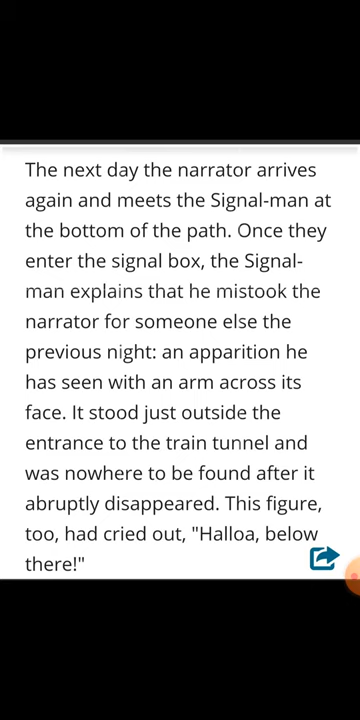 The next day the narrator arrives
again and meets the Signal-man at
the bottom of the path. Once they
enter the signal box, the Signal-
man explains that he mistook the
narrator for someone else the
previous night: an apparition he
has seen with an arm across its
face. It stood just outside the
entrance to the train tunnel and
was nowhere to be found after it
abruptly disappeared. This figure,
too, had cried out, "Halloa, below
there!"